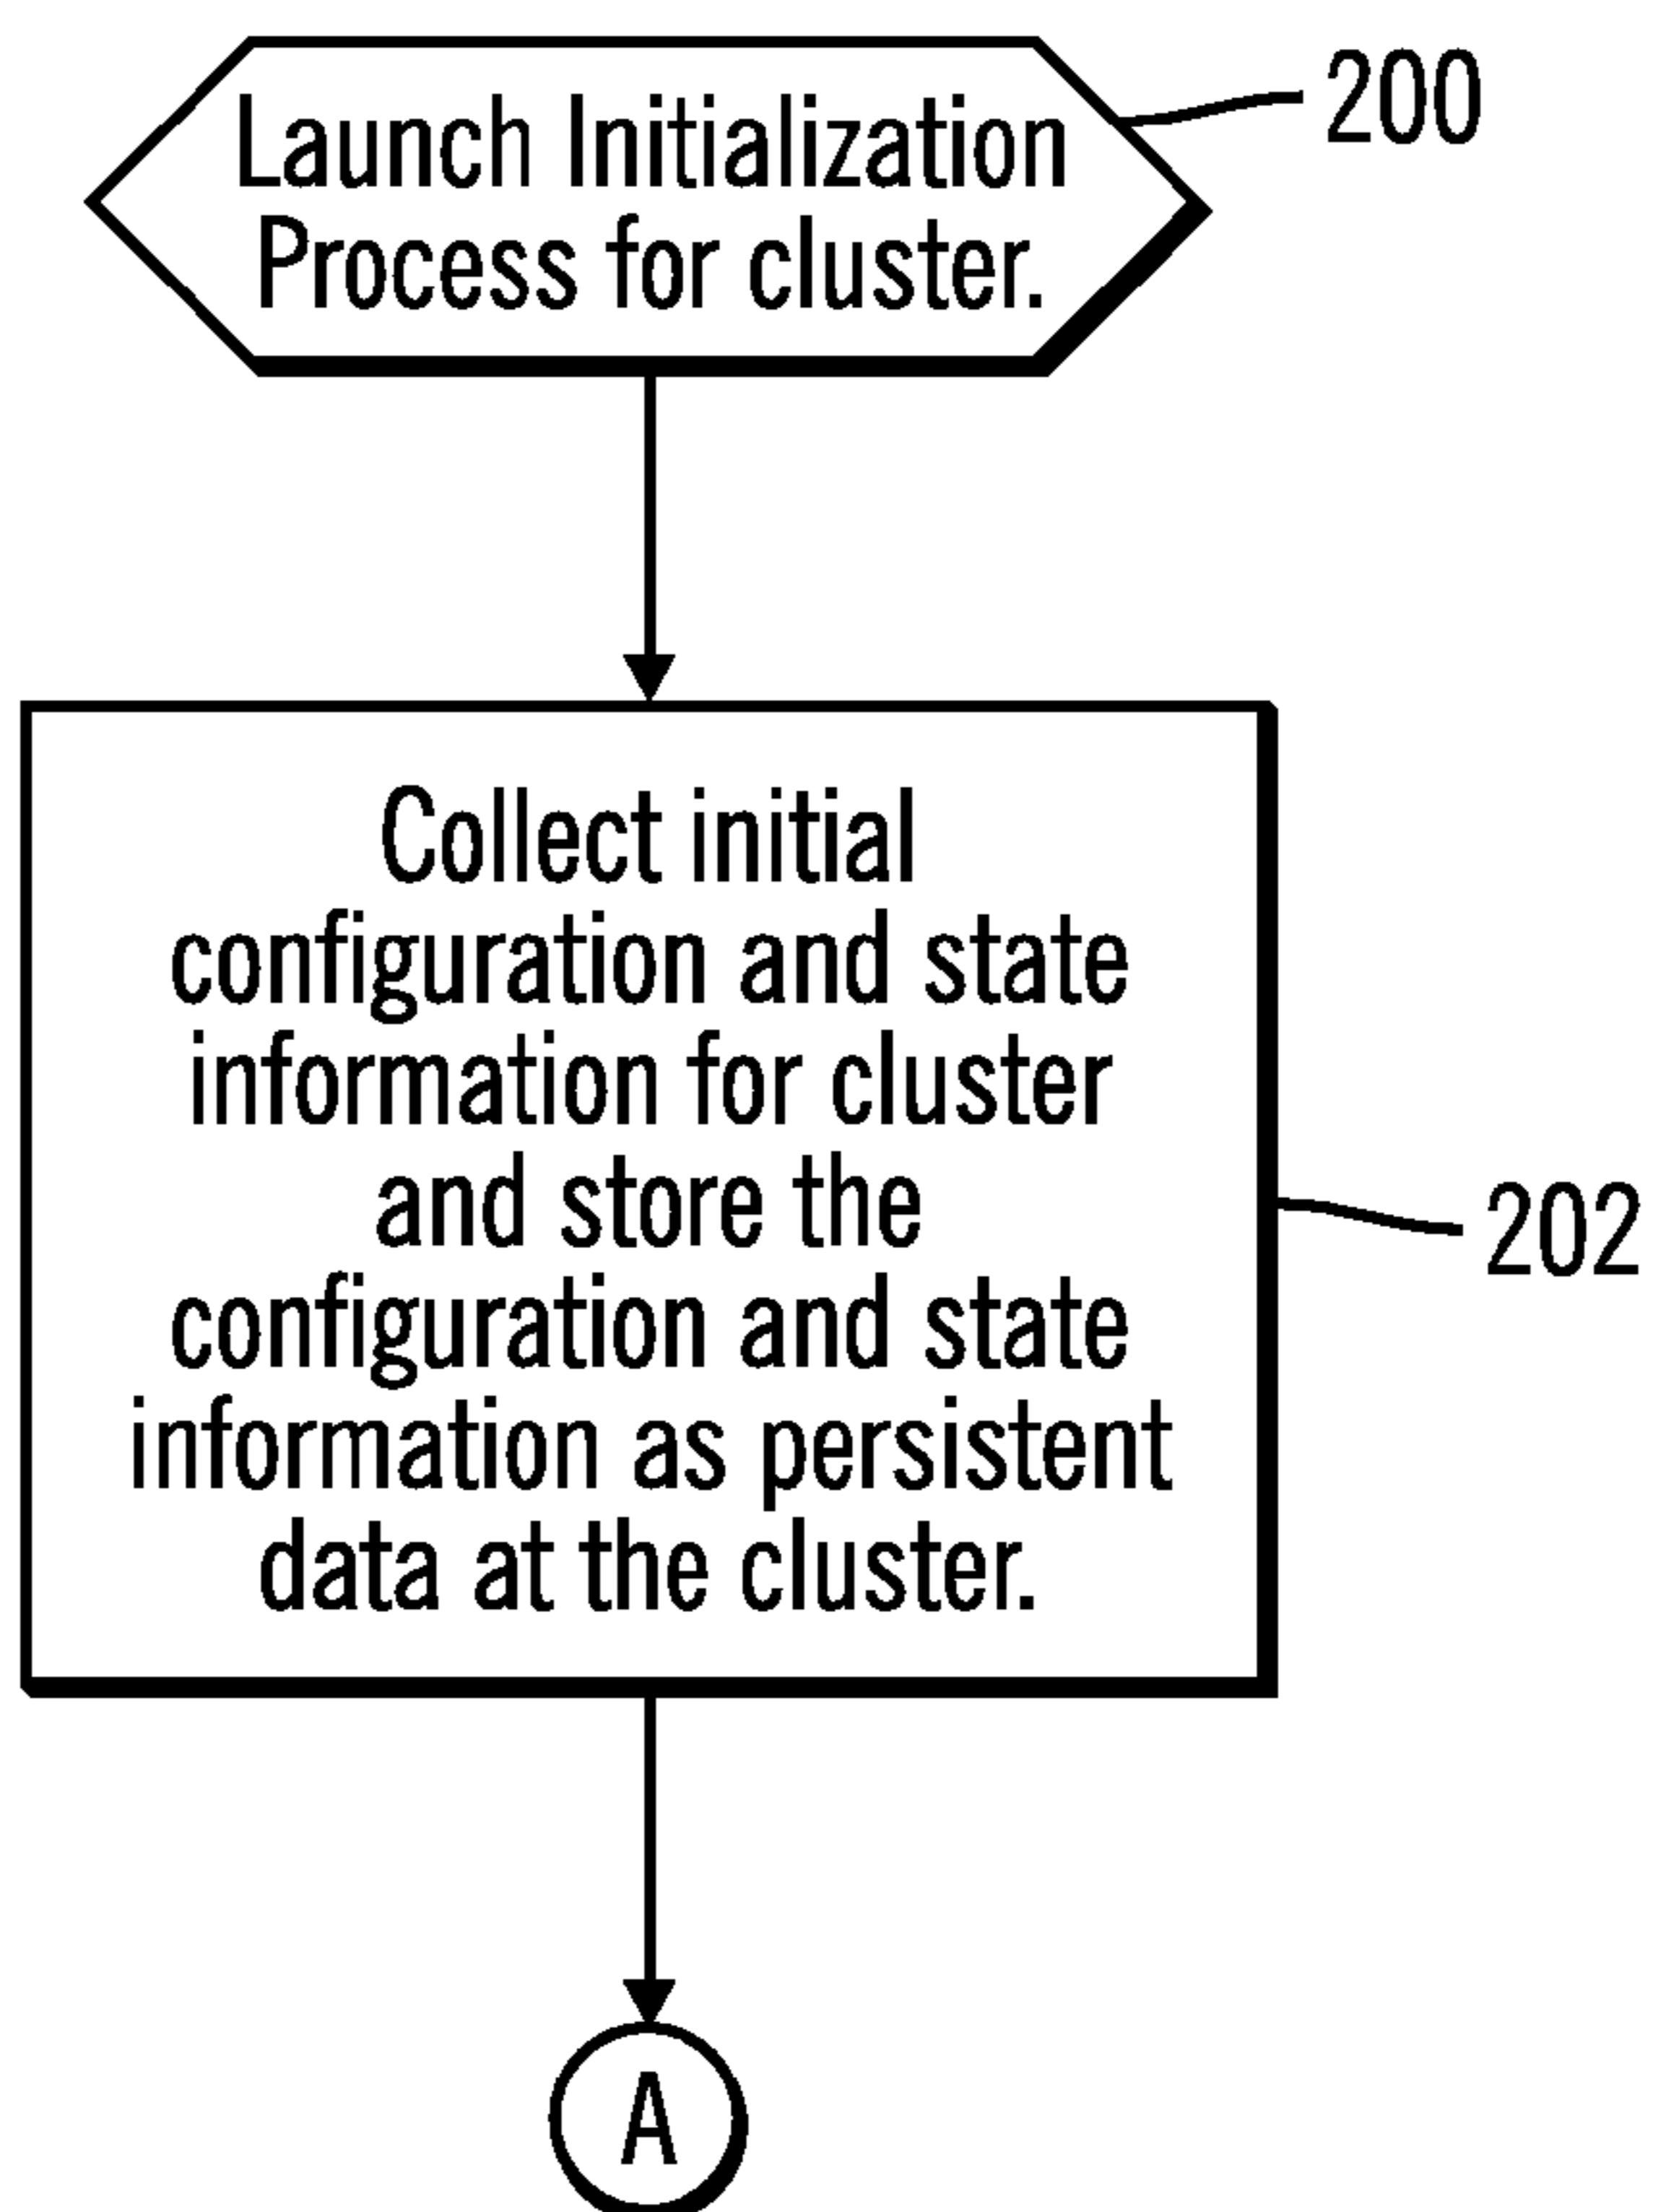 Launch Initialization
Process for cluster.
200
Collect initial
configuration and state
information for cluster
and store the
configuration and state
information as persistent
data at the cluster.
202
A